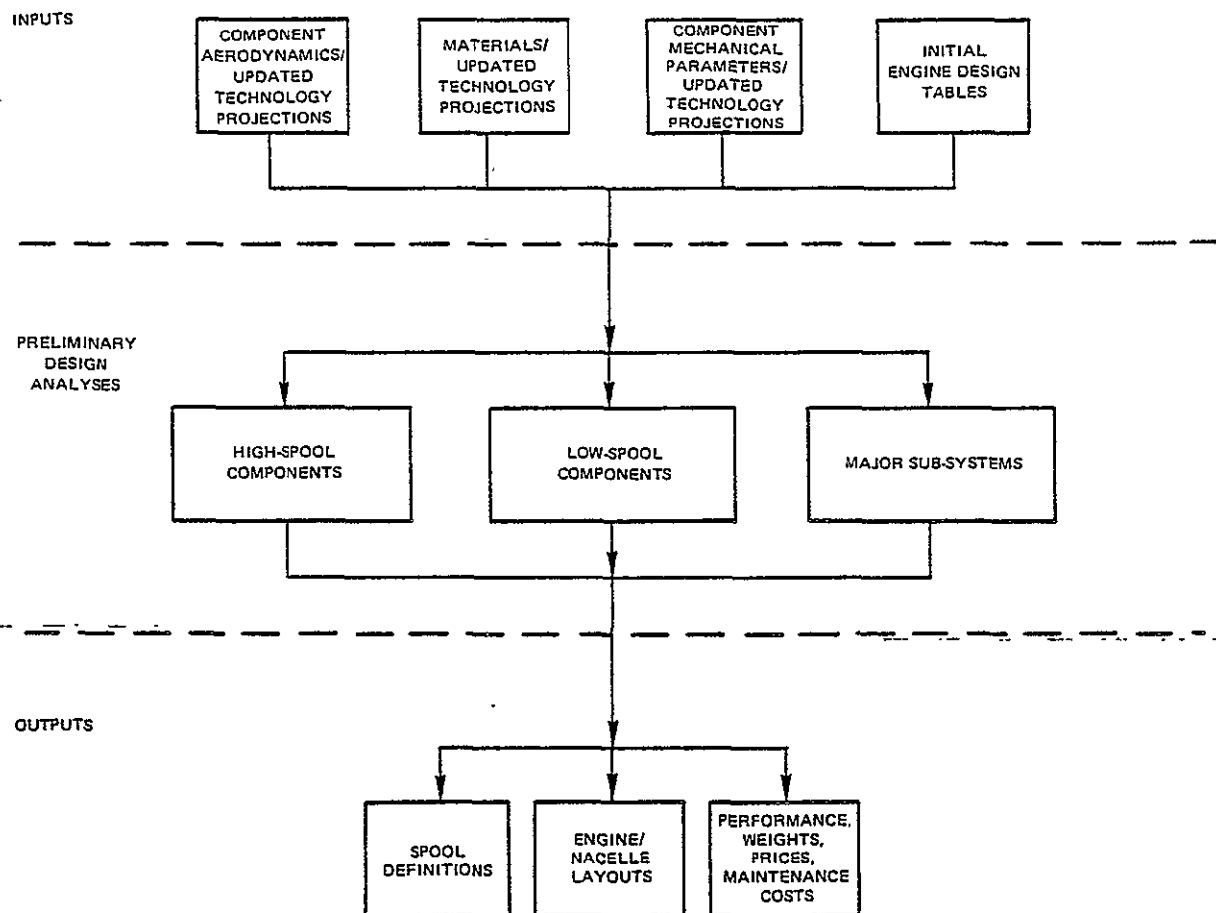 INPUTS
COMPONENT
AERODYNAMICS/
UPDATED
TECHNOLOGY
PROJECTIONS
MATERIALS/
UPDATED
TECHNOLOGY
PROJECTIONS
COMPONENT
MECHANICAL
PARAMETERS/
UPDATED
TECHNOLOGY
PROJECTIONS
INITIAL
ENGINE DESIGN
TABLES
PRELIMINARY
DESIGN
ANALYSES
HIGH-SPOOL
COMPONENTS
LOW-SPOOL
COMPONENTS
MAJOR SUB-SYSTEMS
OUTPUTS
SPOOL
DEFINITIONS
ENGINE/
NACELLE
LAYOUTS
PERFORMANCE,
WEIGHTS,
PRICES,
MAINTENANCE
COSTS